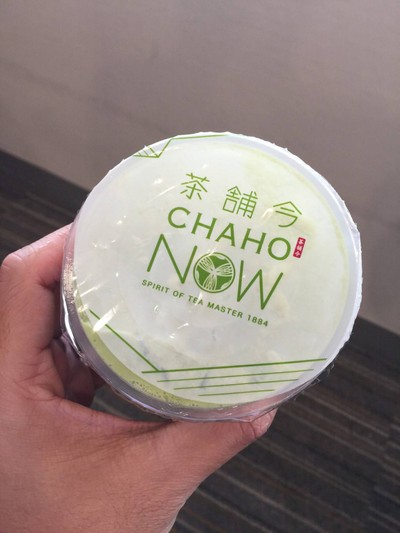 茶舖今
CHAHO
NOW
SPIRIT OF TEA MASTER 1884